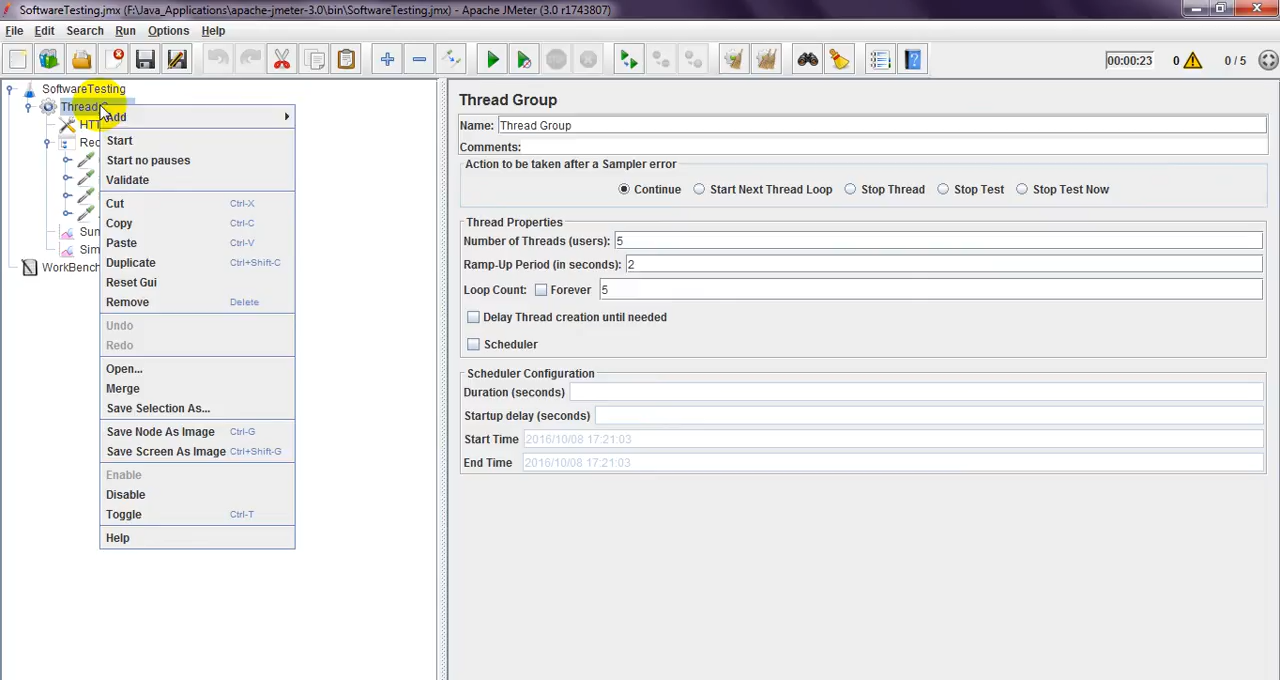 SoftwareTesting.jmx (F:\Java_Applications\apache-jmeter-3.0\bin\SoftwareTesting.jmx) - Apache JMeter (3.0 r1743807)
File Edit Search Run Options Help
00:00:23 0 0 / 5
SoftwareTesting
Thread
HT
Rec
Sum
Sim
WorkBench
Add
Start
Start no pauses
Validate
Cut Ctrl-X
Copy Ctrl-C
Paste Ctrl-V
Duplicate Ctrl+Shift-C
Reset Gui
Remove Delete
Undo
Redo
Open...
Merge
Save Selection As...
Save Node As Image Ctrl-G
Save Screen As Image Ctrl+Shift-G
Enable
Disable
Toggle Ctrl-T
Help
Thread Group
Name: Thread Group
Comments:
Action to be taken after a Sampler error
Continue Start Next Thread Loop Stop Thread Stop Test Stop Test Now
Thread Properties
Number of Threads (users): 5
Ramp-Up Period (in seconds): 2
Loop Count: Forever 5
Delay Thread creation until needed
Scheduler
Scheduler Configuration
Duration (seconds)
Startup delay (seconds)
Start Time 2016/10/08 17:21:03
End Time 2016/10/08 17:21:03